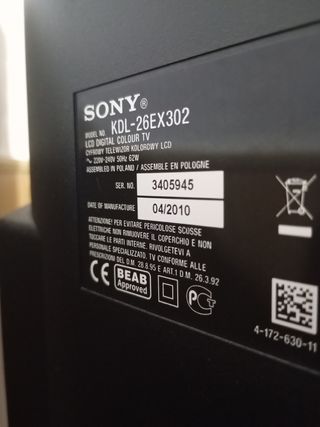 SONY®
MODEL NO. KDL-26EX302
LCD DIGITAL COLOUR TV
CYFROWY TELEWIZOR KOLOROWY LCD
~ 220V-240V 50Hz 62W
ASSEMBLED IN POLAND / ASSEMBLE EN POLOGNE
SER. NO. 3405945
DATE OF MANUFACTURE 04/2010
ATTENZIONE! PER EVITARE PERICOLOSE SCOSSE
ELETTRICHE NON RIMUOVERE IL COPERCHIO E NON
TOCCARE LE PARTI INTERNE. RIVOLGETEVI A
PERSONALE SPECIALIZZATO. TV CONFORME ALLE
PRESCRIZIONI DEL D.M. 28.8.95 E ART.1 D.M. 26.3.92
CE BEAB Approved
4-172-630-11